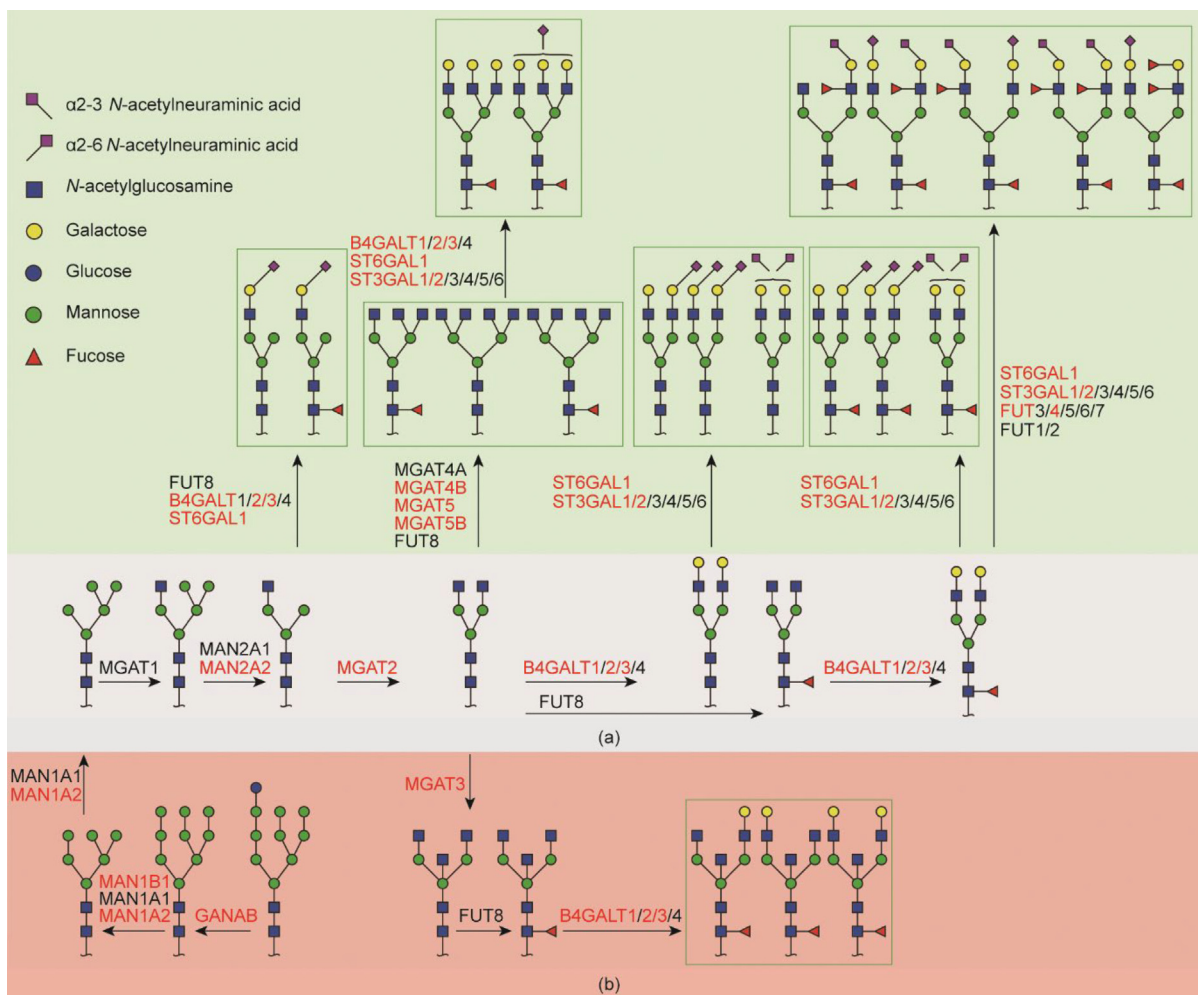 α2-3 N-acetylneuraminic acid
α2-6 N-acetylneuraminic acid
N-acetylglucosamine
Galactose
Glucose
Mannose
Fucose
B4GALT1/2/3/4
ST6GAL1
ST3GAL1/2/3/4/5/6
ST6GAL1
ST3GAL1/2/3/4/5/6
FUT3/4/5/6/7
FUT1/2
FUT8
B4GALT1/2/3/4
ST6GAL1
MGAT4A
MGAT4B
MGAT5
MGAT5B
FUT8
ST6GAL1
ST3GAL1/2/3/4/5/6
ST6GAL1
ST3GAL1/2/3/4/5/6
MGAT1
MAN2A1
MAN2A2
MGAT2
B4GALT1/2/3/4
FUT8
B4GALT1/2/3/4
(a)
MAN1A1
MAN1A2
MGAT3
MAN1B1
MAN1A1
MAN1A2
GANAB
FUT8
B4GALT1/2/3/4
(b)